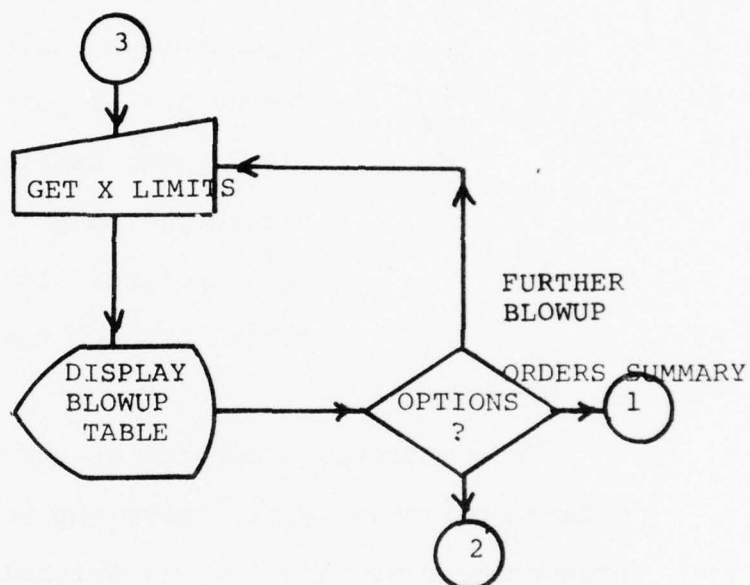 3
GET X LIMITS
FURTHER
BLOWUP
DISPLAY
BLOWUP
TABLE
OPTIONS
?
ORDERS SUMMARY
1
2